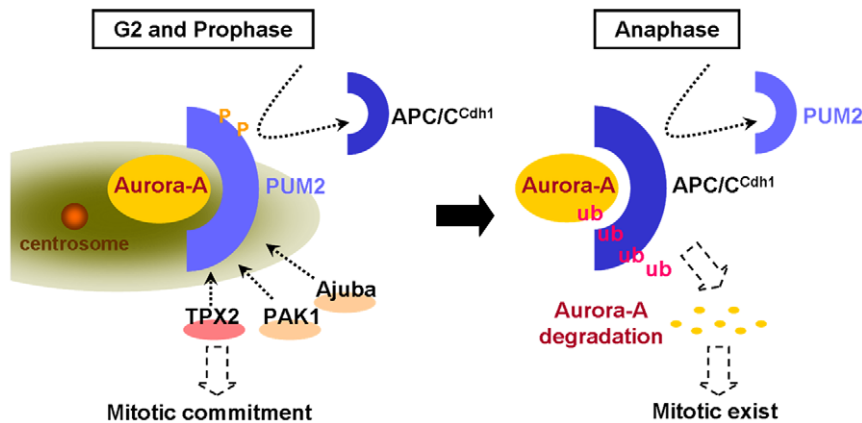 G2 and Prophase
P
P
APC/C^Cdh1
Aurora-A
PUM2
centrosome
Ajuba
TPX2
PAK1
Mitotic commitment
Anaphase
PUM2
Aurora-A
APC/C^Cdh1
ub
ub
ub
ub
Aurora-A
degradation
Mitotic exist